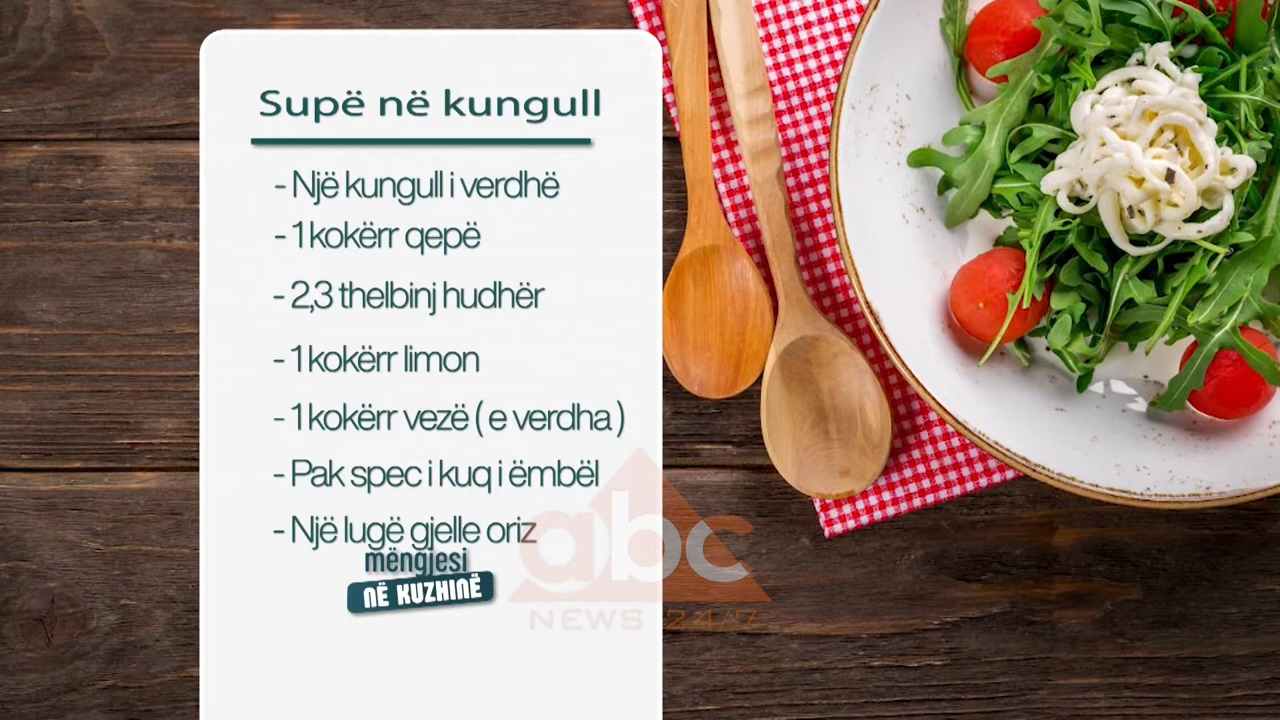 Supë në kungull
- Një kungull i verdhë
- 1 kokërr qepë
- 2,3 thelbinj hudhër
- 1 kokërr limon
- 1 kokërr vezë ( e verdha )
- Pak spec i kuq i ëmbël
- Një lugë gjelle oriz
mëngjesi
NË KUZHINË
abc
NEWS 24/7